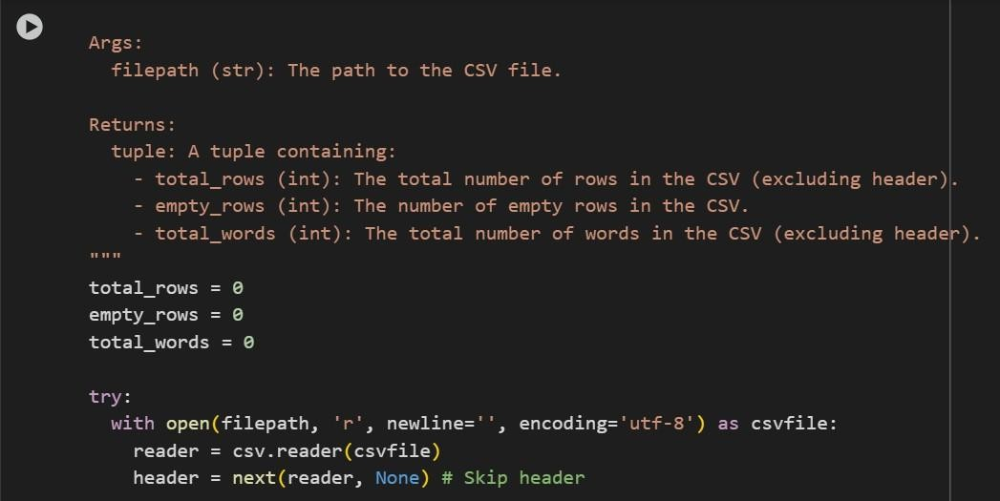 Args:
  filepath (str): The path to the CSV file.
Returns:
  tuple: A tuple containing:
    - total_rows (int): The total number of rows in the CSV (excluding header).
    - empty_rows (int): The number of empty rows in the CSV.
    - total_words (int): The total number of words in the CSV (excluding header).
"""
total_rows = 0
empty_rows = 0
total_words = 0
try:
  with open(filepath, 'r', newline='', encoding='utf-8') as csvfile:
    reader = csv.reader(csvfile)
    header = next(reader, None) # Skip header